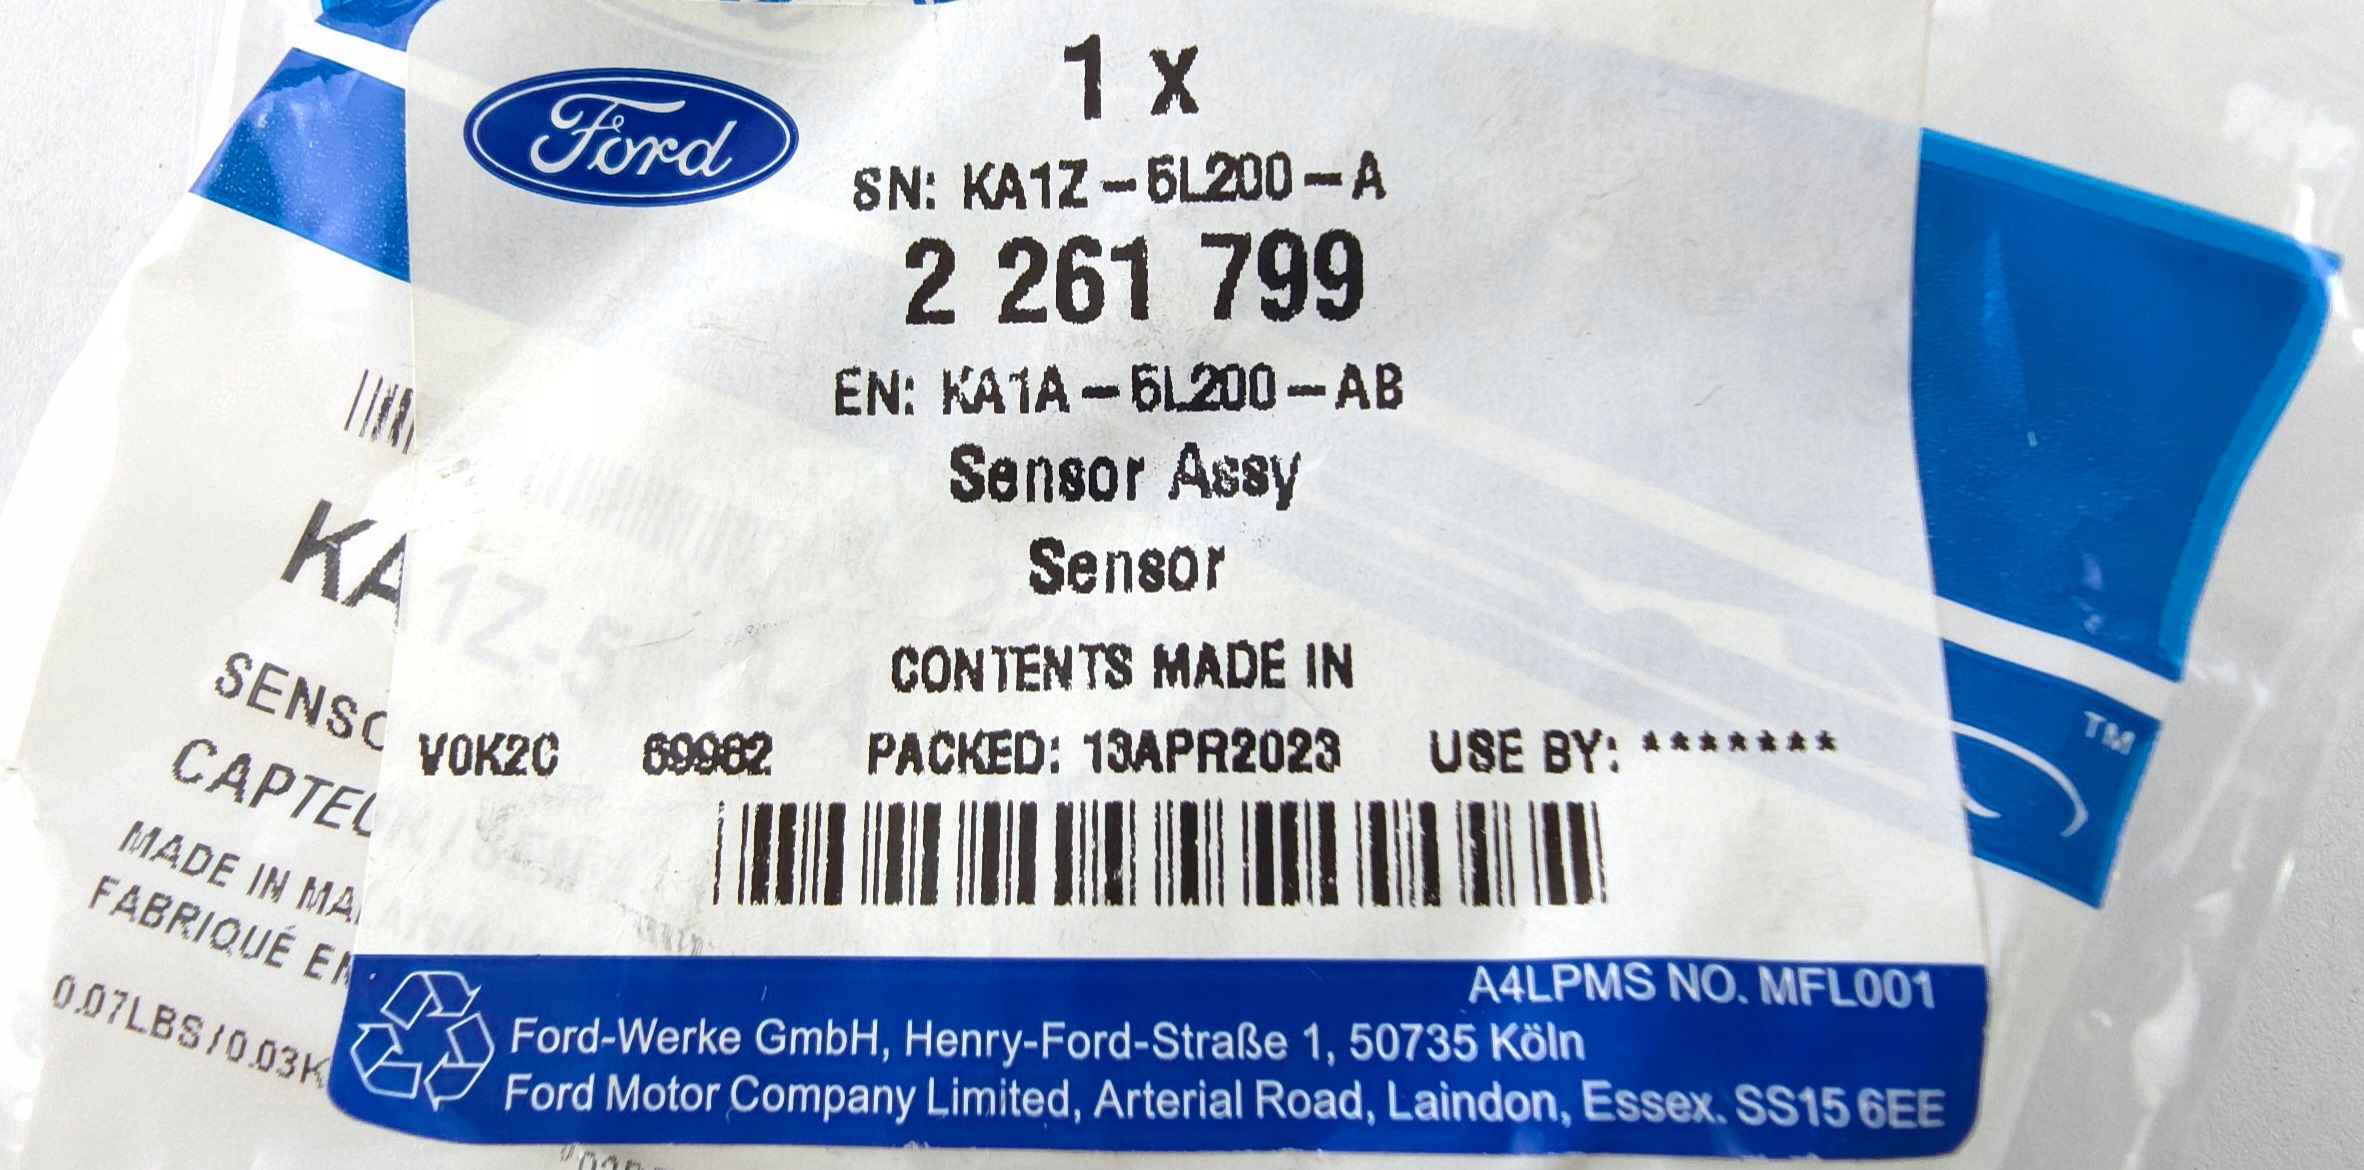 Ford
1 x
SN: KA1Z-5L200-A
2 261 799
EN: KA1A-5L200-AB
Sensor Assy
Sensor
CONTENTS MADE IN
V0K2C PACKED: 13APR2023 USE BY: *******
A4LPMS NO. MFL001
Ford-Werke GmbH, Henry-Ford-Straße 1, 50735 Köln
Ford Motor Company Limited, Arterial Road, Laindon, Essex. SS15 6EE
KA1Z-5
SENSO
CAPTEU
MADE IN MA
FABRIQUÉ EN
0.07LBS/0.03K
TM